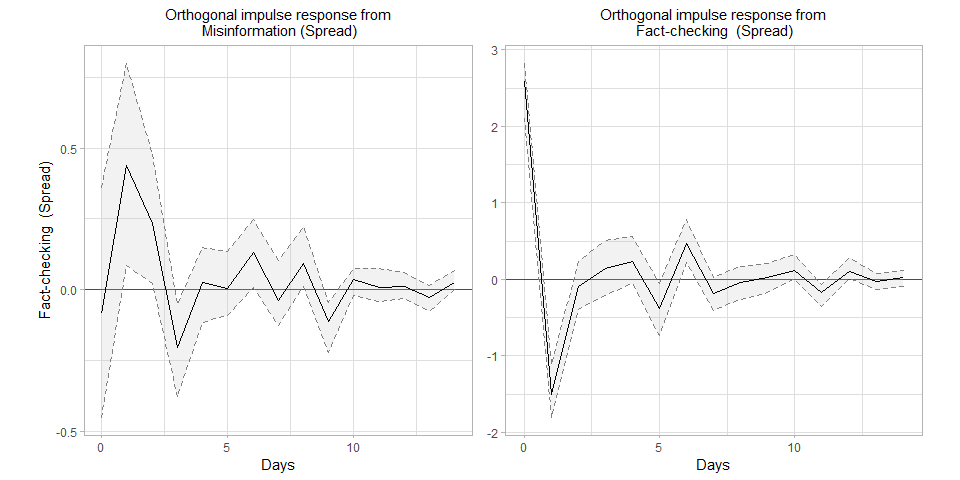 Orthogonal impulse response from
Misinformation (Spread)
Fact-checking (Spread)
0.5
0.0
-0.5
0
5
10
Days
Orthogonal impulse response from
Fact-checking (Spread)
3
2
1
0
-1
-2
0
5
10
Days